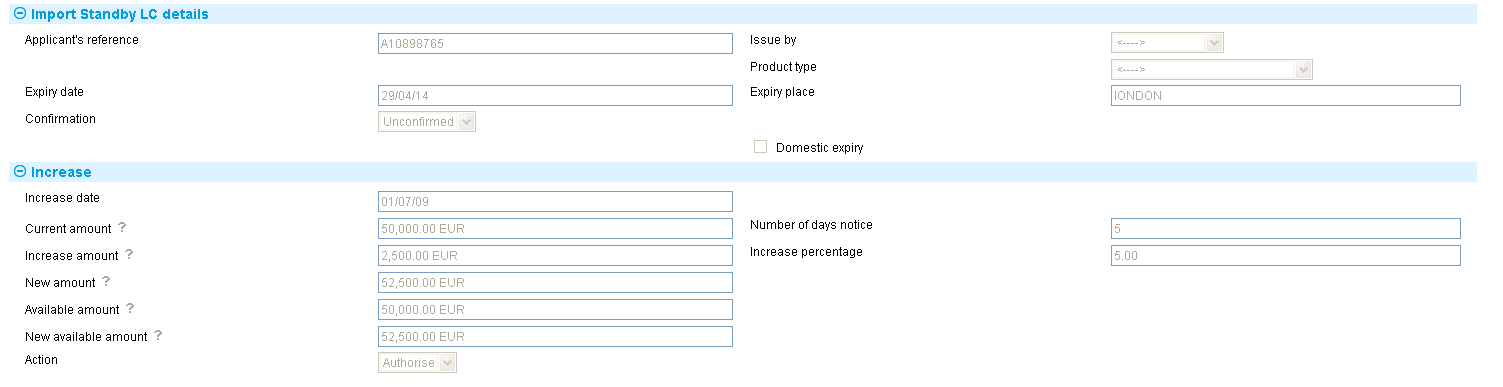 Import Standby LC details
Applicant's reference A10898765 Issue by <---->
Product type <---->
Expiry date 29/04/14 Expiry place lONDON
Confirmation Unconfirmed
Domestic expiry
Increase
Increase date 01/07/09
Current amount ? 50,000.00 EUR Number of days notice 5
Increase amount ? 2,500.00 EUR Increase percentage 5.00
New amount ? 52,500.00 EUR
Available amount ? 50,000.00 EUR
New available amount ? 52,500.00 EUR
Action Authorise